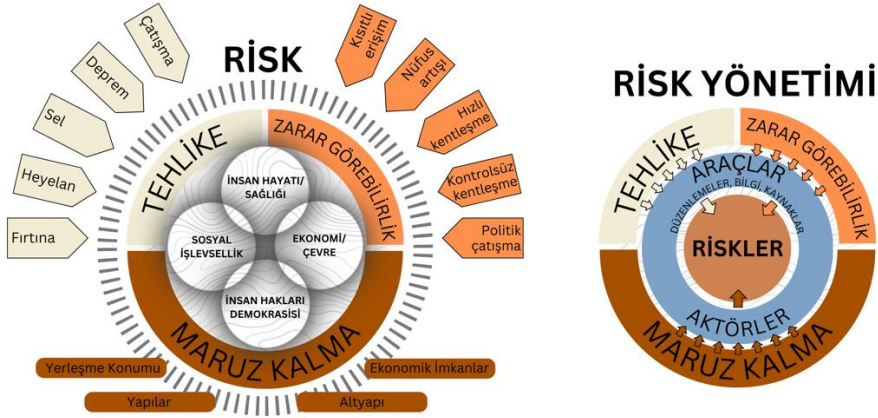 RİSK
Çatışma
Deprem
Sel
Heyelan
Fırtına
Kısıtlı
erişim
Nüfus
artışı
Hızlı
kentleşme
Kontrolsüz
kentleşme
Politik
çatışma
TEHLİKE
ZARAR GÖREBİLİRLİK
İNSAN HAYATI/
SAĞLIĞI
SOSYAL
İŞLEVSELLİK
EKONOMİ/
ÇEVRE
İNSAN HAKLARI
DEMOKRASİSİ
MARUZ KALMA
Yerleşme Konumu
Ekonomik İmkanlar
Yapılar
Altyapı
RİSK YÖNETİMİ
TEHLİKE
ZARAR GÖREBİLİRLİK
ARAÇLAR
DÜZENLEMELER, BİLGİ, KAYNAKLAR
RİSKLER
AKTÖRLER
MARUZ KALMA